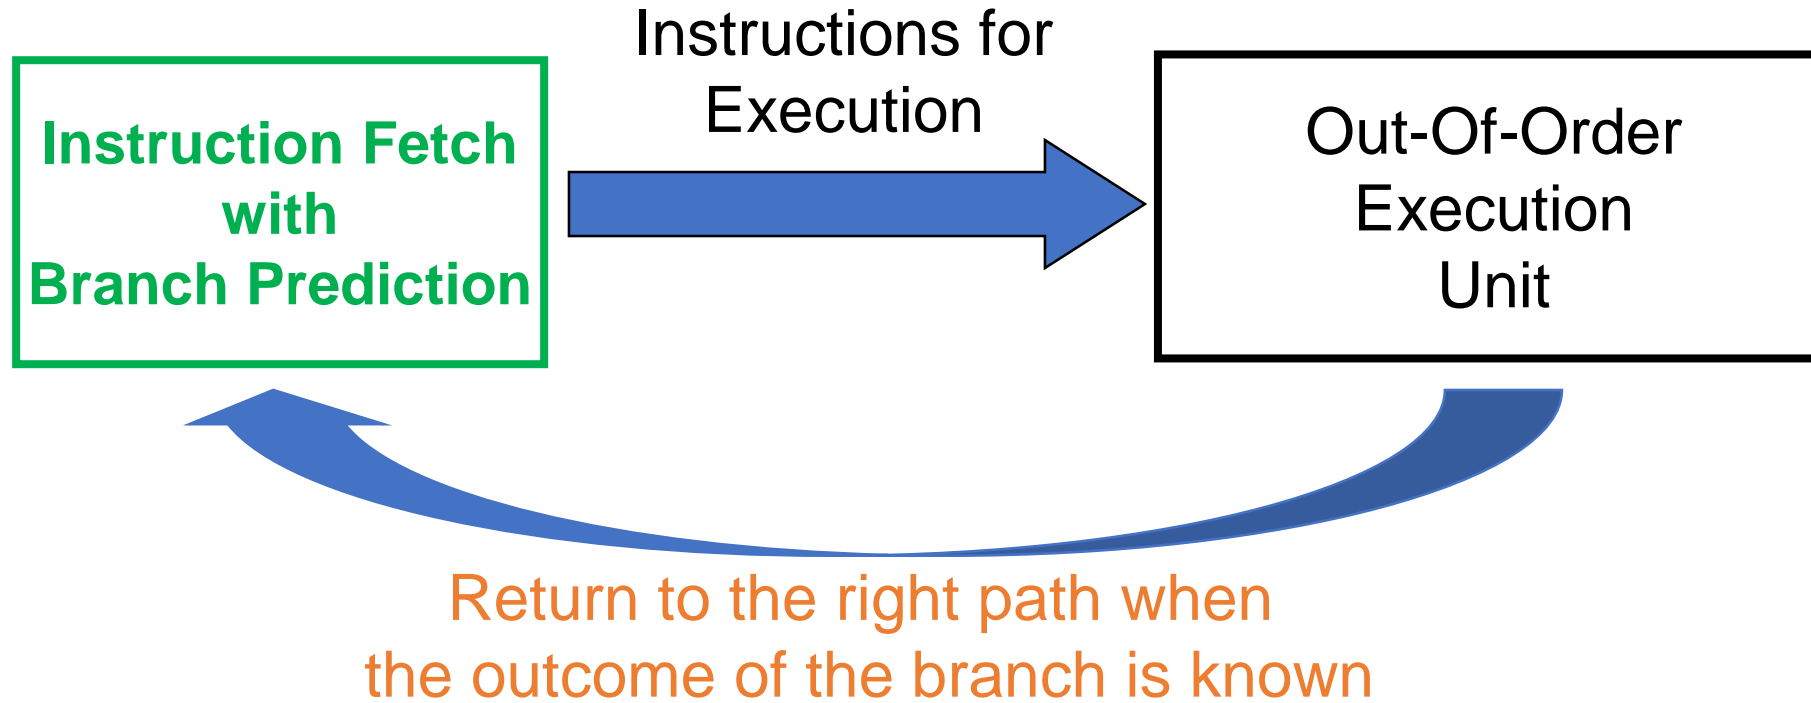 Instructions for
Execution
Instruction Fetch
with
Branch Prediction
Out-Of-Order
Execution
Unit
Return to the right path when
the outcome of the branch is known